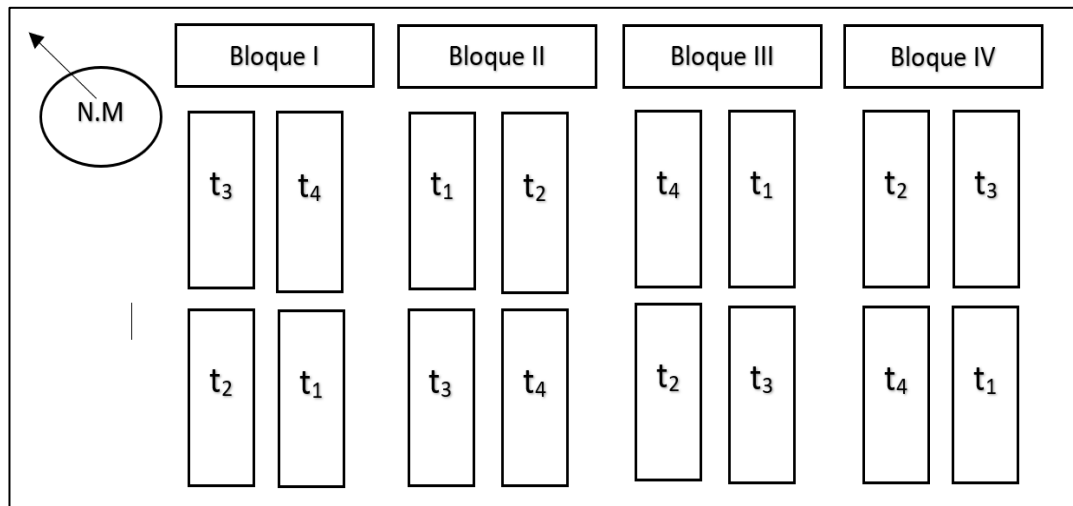 Bloque I Bloque II Bloque III Bloque IV
N.M
t₃ t₄ t₁ t₂ t₄ t₁ t₂ t₃
t₂ t₁ t₃ t₄ t₂ t₃ t₄ t₁